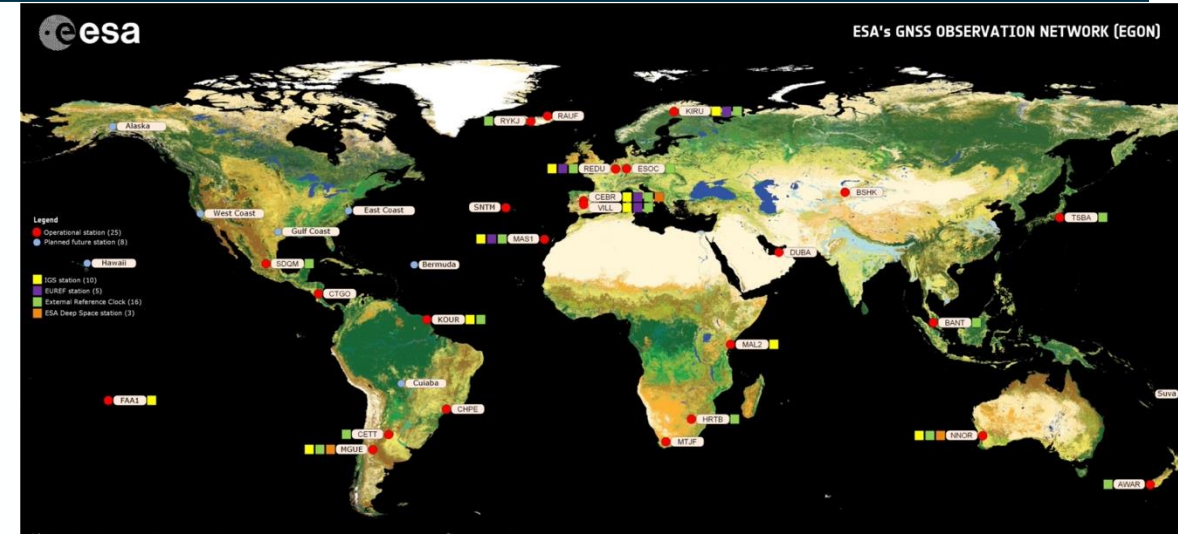 esa
ESA's GNSS OBSERVATION NETWORK (EGON)
Alaska
RYKJ
RAUF
KIRU
REDU
ESOC
CEBR
VILL
BSHK
SNTM
West Coast
East Coast
TSBA
Gulf Coast
MAS1
DUBA
Legend
Operational station (25)
Planned future station (8)
Hawaii
SDQM
Bermuda
IGS station (10)
EUREF station (5)
External Reference Clock (16)
ESA Deep Space station (3)
CTGO
KOUR
BANT
MAL2
Cuiaba
Suva
FAA1
CHPE
HRTB
CETT
MTJF
NNOR
MGUE
AWAR